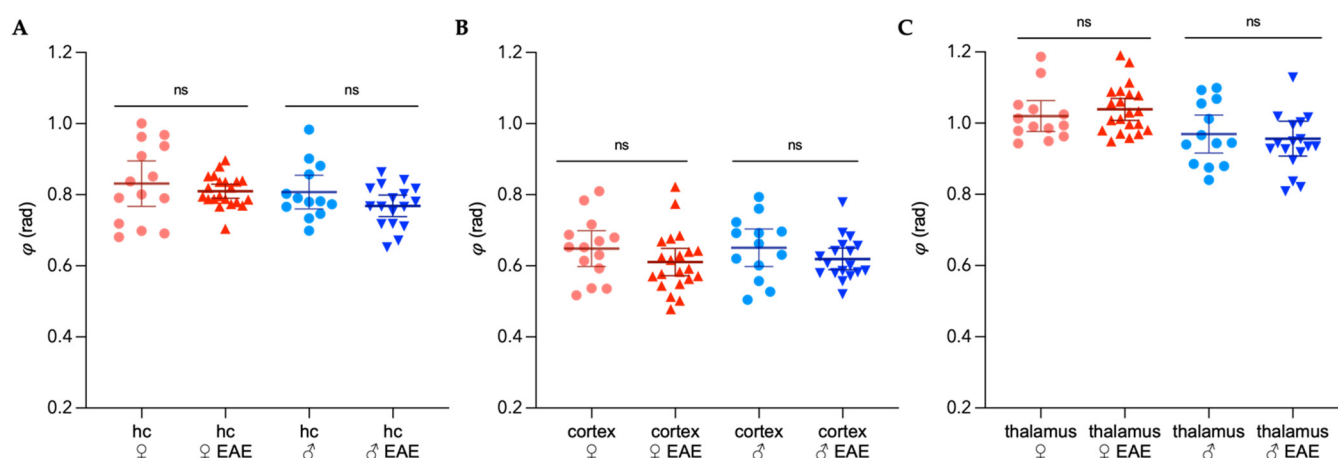 A
B
C
ns
ns
ns
ns
ns
ns
φ (rad)
1.2
1.0
0.8
0.6
0.4
0.2
hc
♀
hc
♀ EAE
hc
♂
hc
♂ EAE
φ (rad)
1.2
1.0
0.8
0.6
0.4
0.2
cortex
♀
cortex
♀ EAE
cortex
♂
cortex
♂ EAE
φ (rad)
1.2
1.0
0.8
0.6
0.4
0.2
thalamus
♀
thalamus
♀ EAE
thalamus
♂
thalamus
♂ EAE